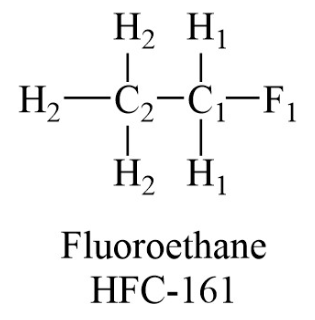 H₂ H₁
H₂—C₂—C₁—F₁
H₂ H₁
Fluoroethane
HFC-161